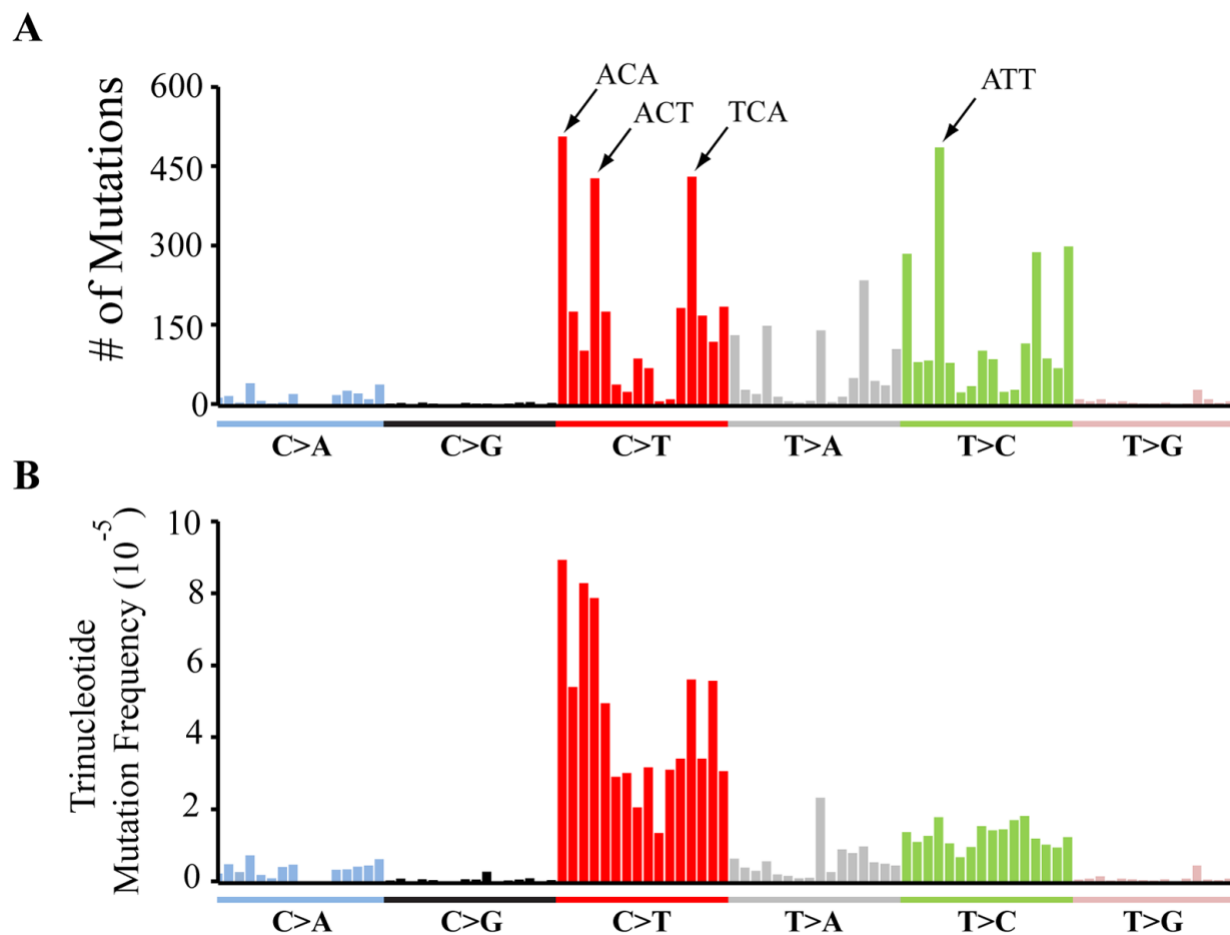 A
# of Mutations
600
450
300
150
0
ACA
ACT
TCA
ATT
C>A C>G C>T T>A T>C T>G
B
Trinucleotide
Mutation Frequency (10⁻⁵)
10
8
6
4
2
0
C>A C>G C>T T>A T>C T>G